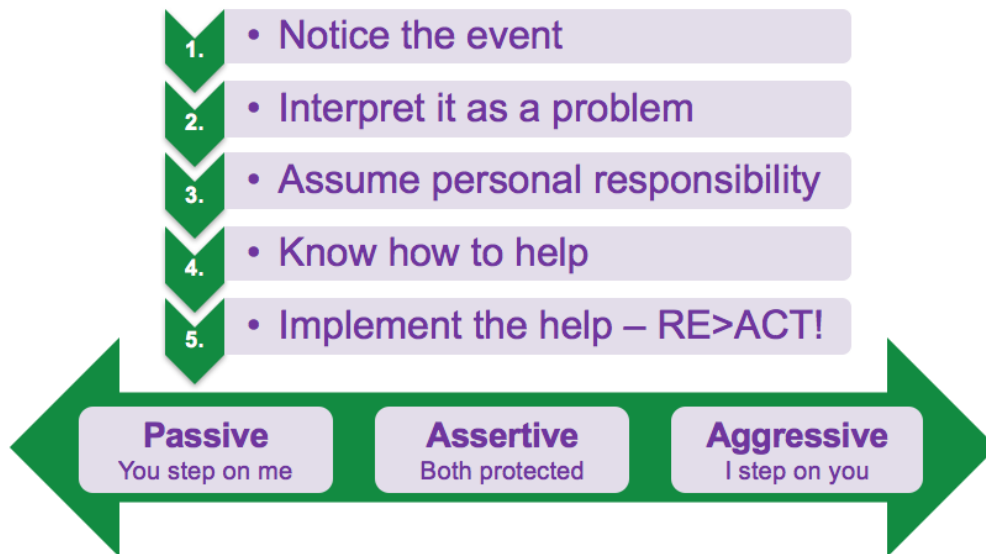 1. • Notice the event
2. • Interpret it as a problem
3. • Assume personal responsibility
4. • Know how to help
5. • Implement the help – RE>ACT!
Passive
You step on me
Assertive
Both protected
Aggressive
I step on you